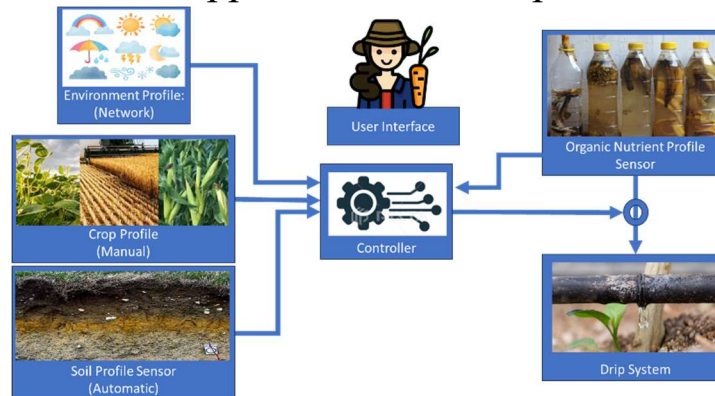 Environment Profile:
(Network)
User Interface
Organic Nutrient Profile
Sensor
Crop Profile
(Manual)
Controller
Soil Profile Sensor
(Automatic)
Drip System